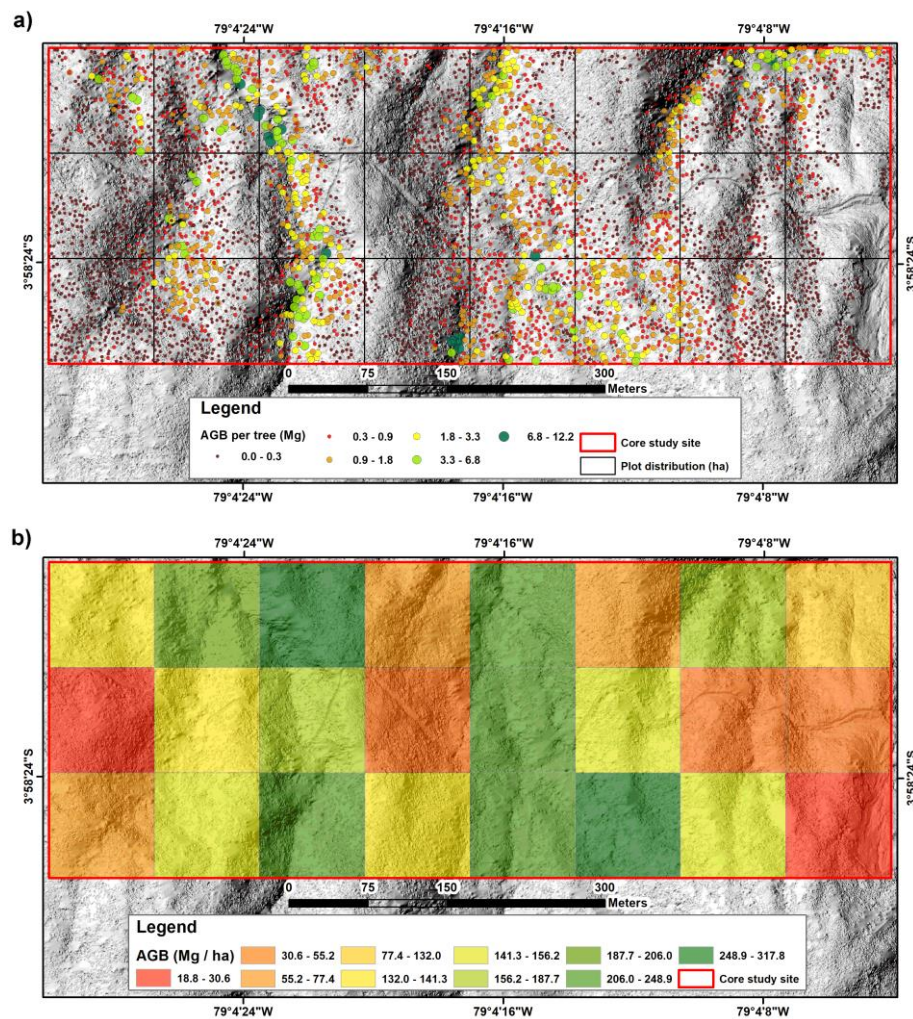 a)
79°4'24"W 79°4'16"W 79°4'8"W
3°58'24"S 3°58'24"S
0 75 150 300
Meters
Legend
AGB per tree (Mg)
0.3 - 0.9 1.8 - 3.3 6.8 - 12.2 Core study site
0.0 - 0.3 0.9 - 1.8 3.3 - 6.8 Plot distribution (ha)
79°4'24"W 79°4'16"W 79°4'8"W
b)
79°4'24"W 79°4'16"W 79°4'8"W
3°58'24"S 3°58'24"S
0 75 150 300
Meters
Legend
AGB (Mg / ha) 30.6 - 55.2 77.4 - 132.0 141.3 - 156.2 187.7 - 206.0 248.9 - 317.8
18.8 - 30.6 55.2 - 77.4 132.0 - 141.3 156.2 - 187.7 206.0 - 248.9 Core study site
79°4'24"W 79°4'16"W 79°4'8"W